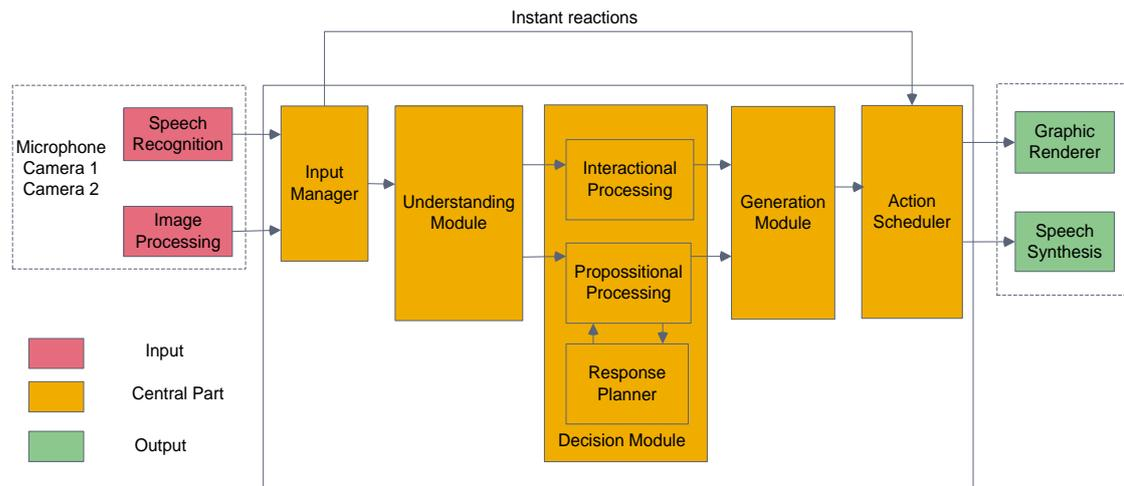 Instant reactions
Microphone
Camera 1
Camera 2
Speech
Recognition
Image
Processing
Input
Manager
Understanding
Module
Interactional
Processing
Propossitional
Processing
Response
Planner
Decision Module
Generation
Module
Action
Scheduler
Graphic
Renderer
Speech
Synthesis
Input
Central Part
Output